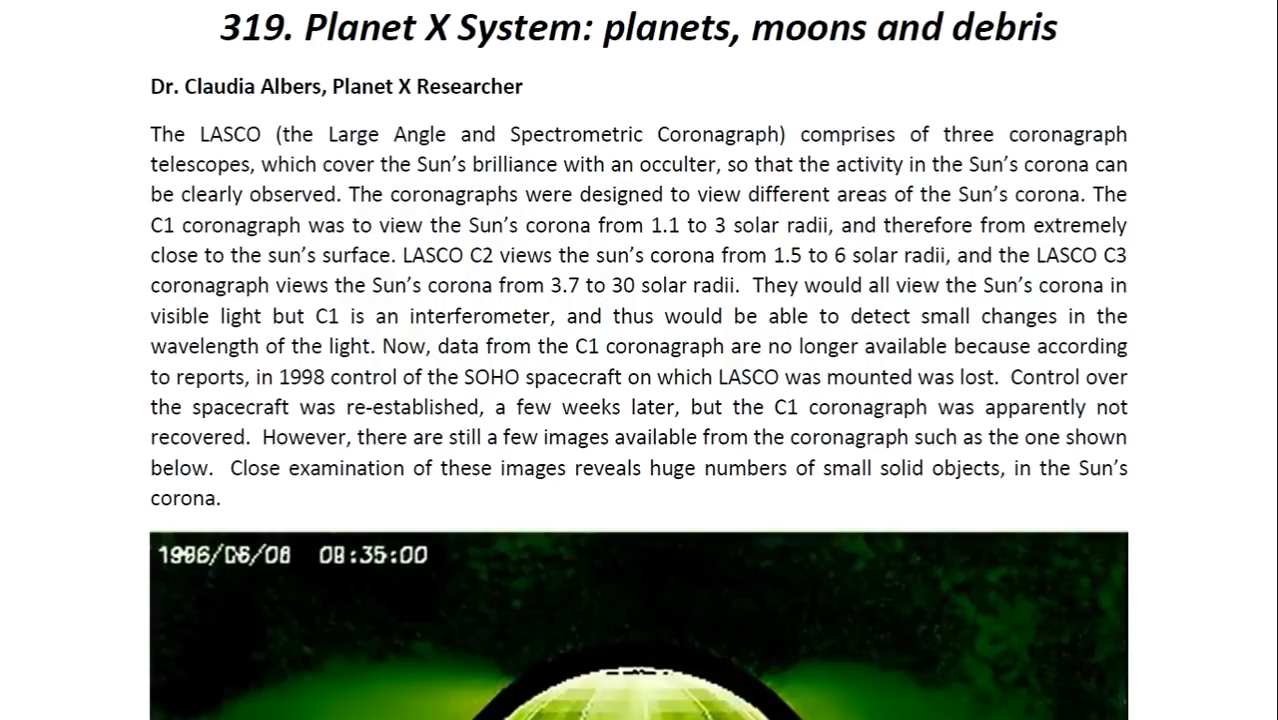 319. Planet X System: planets, moons and debris
Dr. Claudia Albers, Planet X Researcher
The LASCO (the Large Angle and Spectrometric Coronagraph) comprises of three coronagraph
telescopes, which cover the Sun's brilliance with an occulter, so that the activity in the Sun's corona can
be clearly observed. The coronagraphs were designed to view different areas of the Sun's corona. The
C1 coronagraph was to view the Sun's corona from 1.1 to 3 solar radii, and therefore from extremely
close to the sun's surface. LASCO C2 views the sun's corona from 1.5 to 6 solar radii, and the LASCO C3
coronagraph views the Sun's corona from 3.7 to 30 solar radii. They would all view the Sun's corona in
visible light but C1 is an interferometer, and thus would be able to detect small changes in the
wavelength of the light. Now, data from the C1 coronagraph are no longer available because according
to reports, in 1998 control of the SOHO spacecraft on which LASCO was mounted was lost. Control over
the spacecraft was re-established, a few weeks later, but the C1 coronagraph was apparently not
recovered. However, there are still a few images available from the coronagraph such as the one shown
below. Close examination of these images reveals huge numbers of small solid objects, in the Sun's
corona.
08:35:00